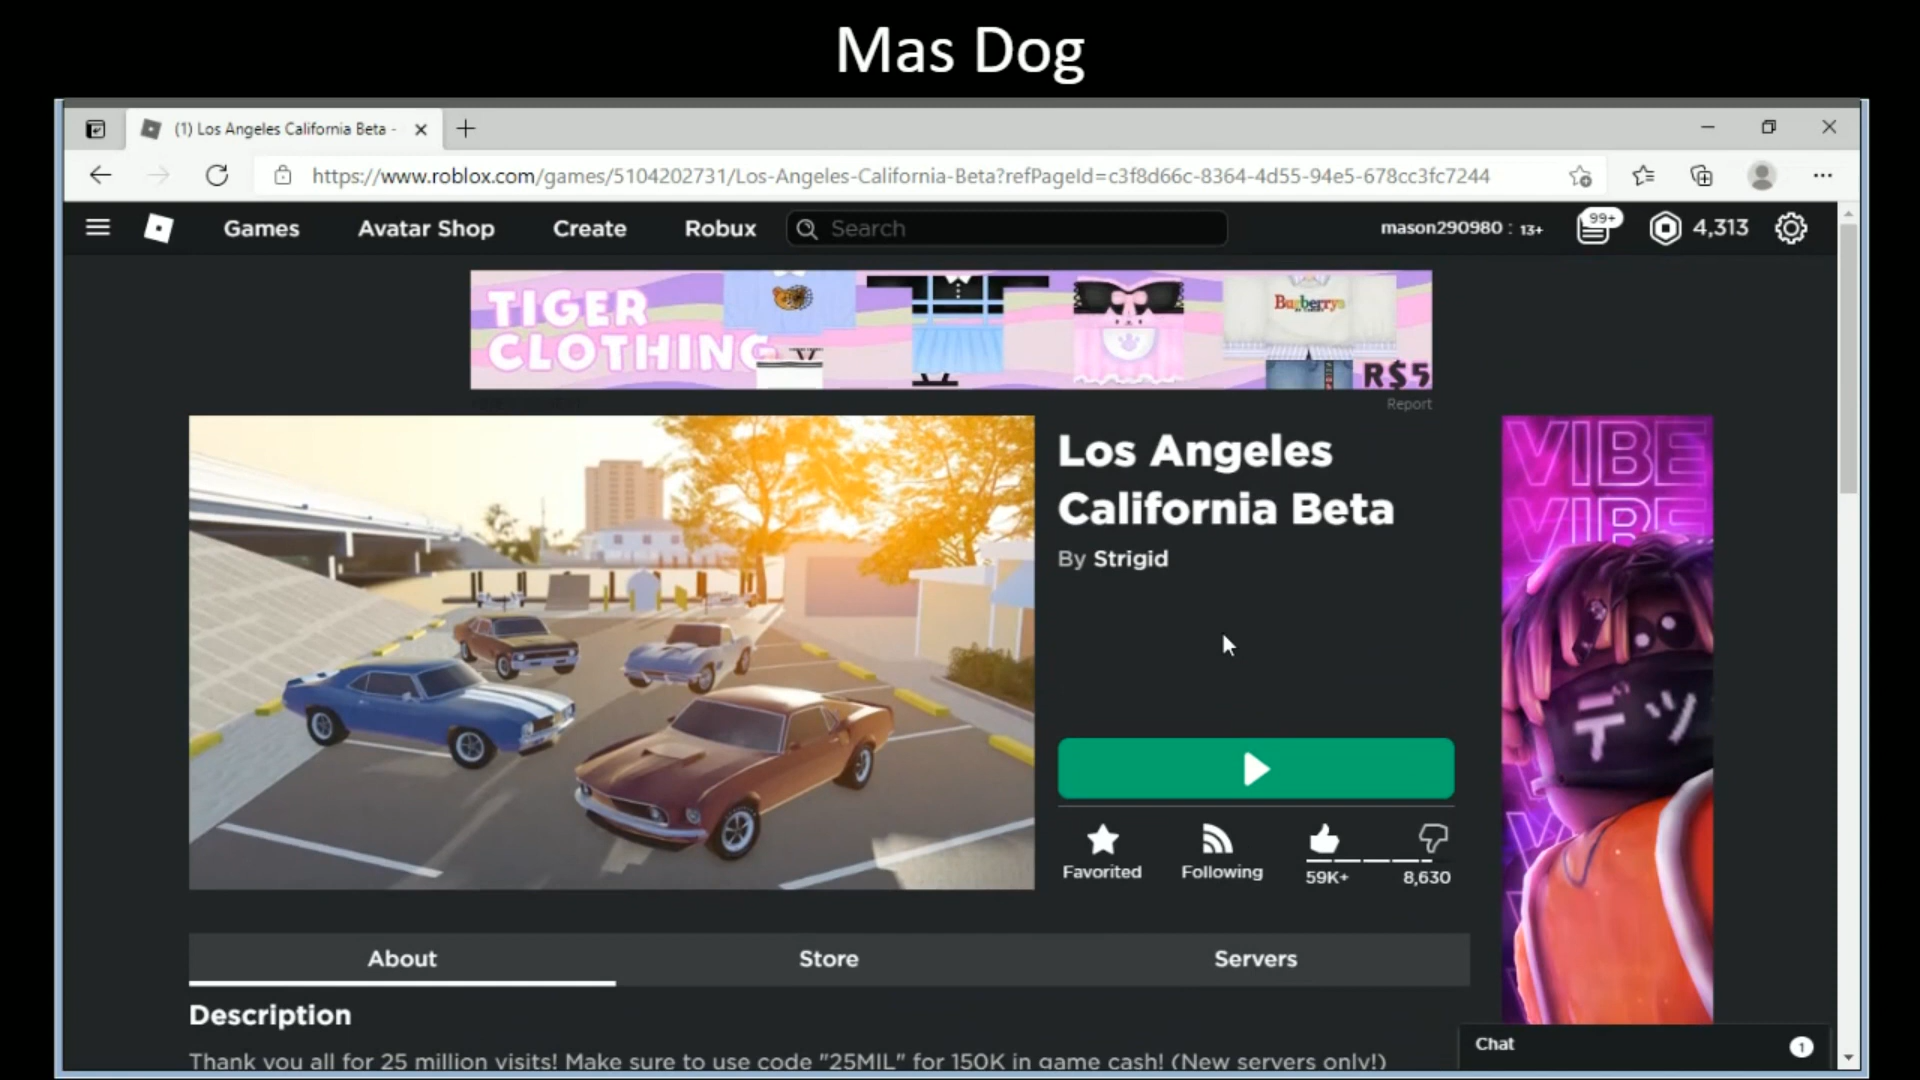 Mas Dog
(1) Los Angeles California Beta -
https://www.roblox.com/games/5104202731/Los-Angeles-California-Beta?refPageId=c3f8d66c-8364-4d55-94e5-678cc3fc7244
Games Avatar Shop Create Robux Search mason290980 : 13+ 99+ 4,313
TIGER
CLOTHING
Burberrys
R$5
Report
Los Angeles
California Beta
By Strigid
VIBE
VIBE
デッ
Favorited Following 59K+ 8,630
About Store Servers
Description
Thank you all for 25 million visits! Make sure to use code "25MIL" for 150K in game cash! (New servers only!)
Chat 1